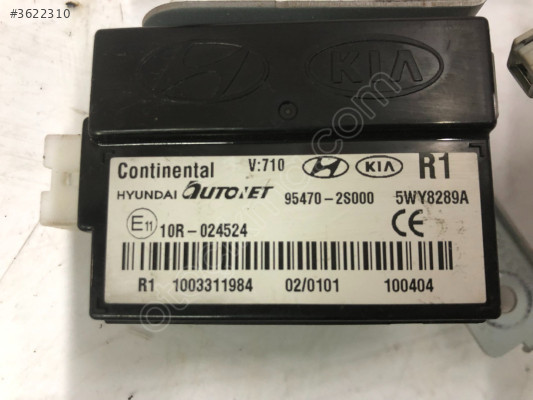 #3622310
KIA
Continental V:710 KIA R1
HYUNDAI AUTONET 95470-2S000 5WY8289A
E11 10R-024524 CE
R1 1003311984 02/0101 100404